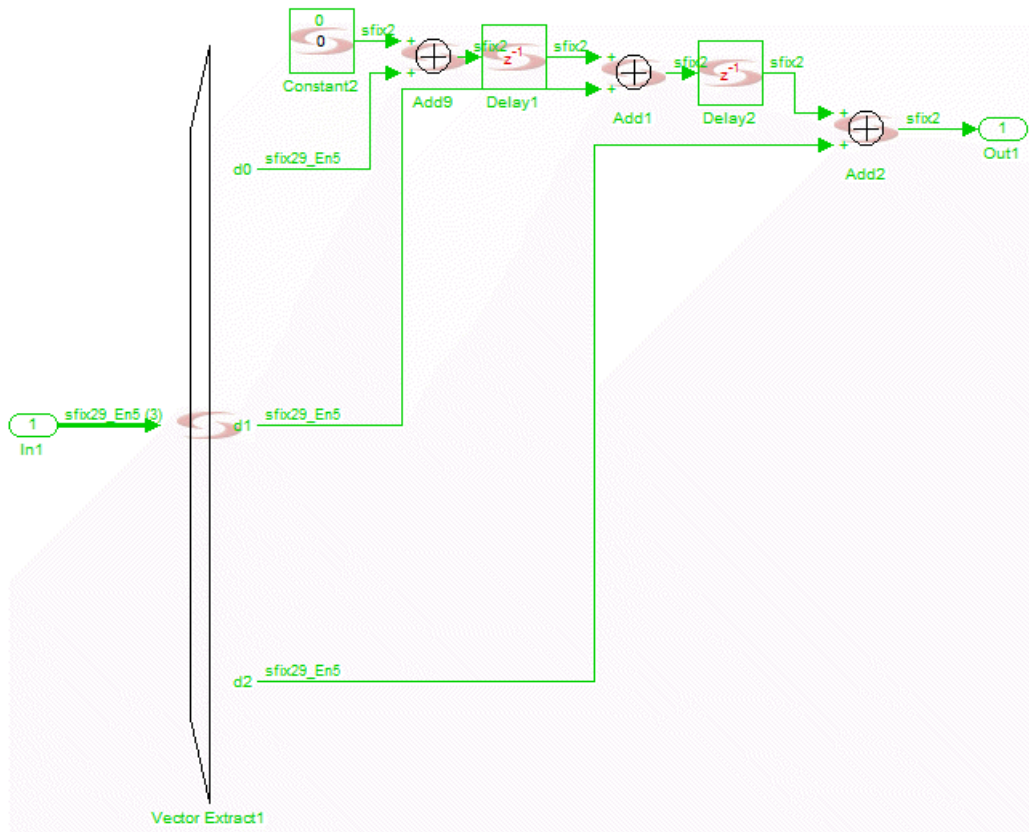 0
0
Constant2
sfix2
+
+
Add9
sfix2
z-1
Delay1
sfix2
+
+
Add1
sfix2
z-1
Delay2
sfix2
+
+
Add2
sfix2
1
Out1
d0
sfix29_En5
1
In1
sfix29_En5 (3)
d1
sfix29_En5
d2
sfix29_En5
Vector Extract1